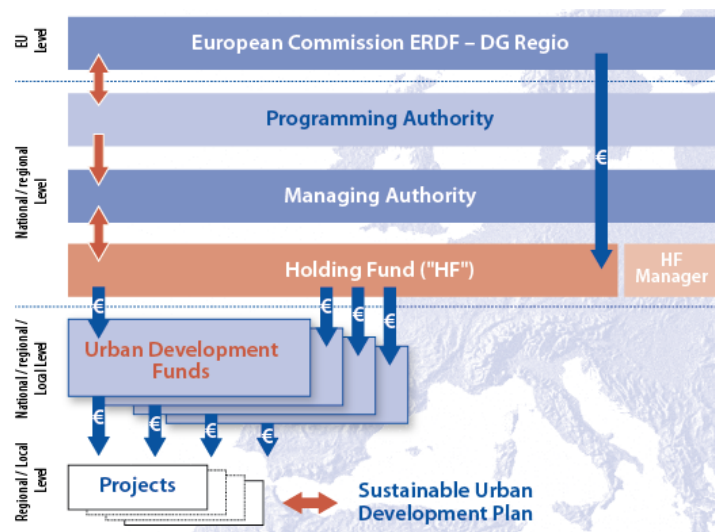 EU
Level
European Commission ERDF – DG Regio
National/regional
Level
Programming Authority
€
Managing Authority
Holding Fund ("HF")
HF
Manager
National/regional/
Local Level
€
€
€
€
Urban Development
Funds
€
€
€
€
Regional/Local
Level
Projects
Sustainable Urban
Development Plan